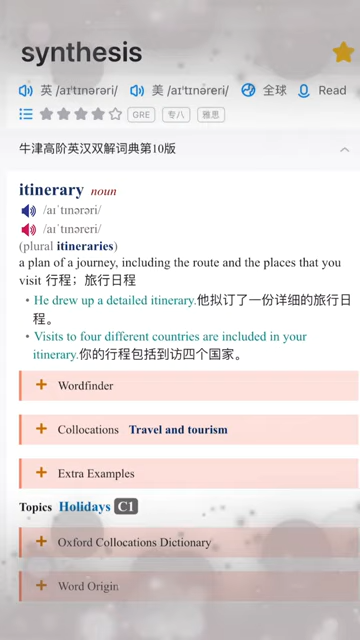 synthesis
英 /aɪˈtɪnərəri/ 美 /aɪˈtɪnəreri/ 全球 Read
GRE 专八 雅思
牛津高阶英汉双解词典第10版
itinerary noun
/aɪˈtɪnərəri/
/aɪˈtɪnəreri/
(plural itineraries)
a plan of a journey, including the route and the places that you
visit 行程；旅行日程
• He drew up a detailed itinerary.他拟订了一份详细的旅行日
程。
• Visits to four different countries are included in your
itinerary.你的行程包括到访四个国家。
+ Wordfinder
+ Collocations Travel and tourism
+ Extra Examples
Topics Holidays C1
+ Oxford Collocations Dictionary
+ Word Origin